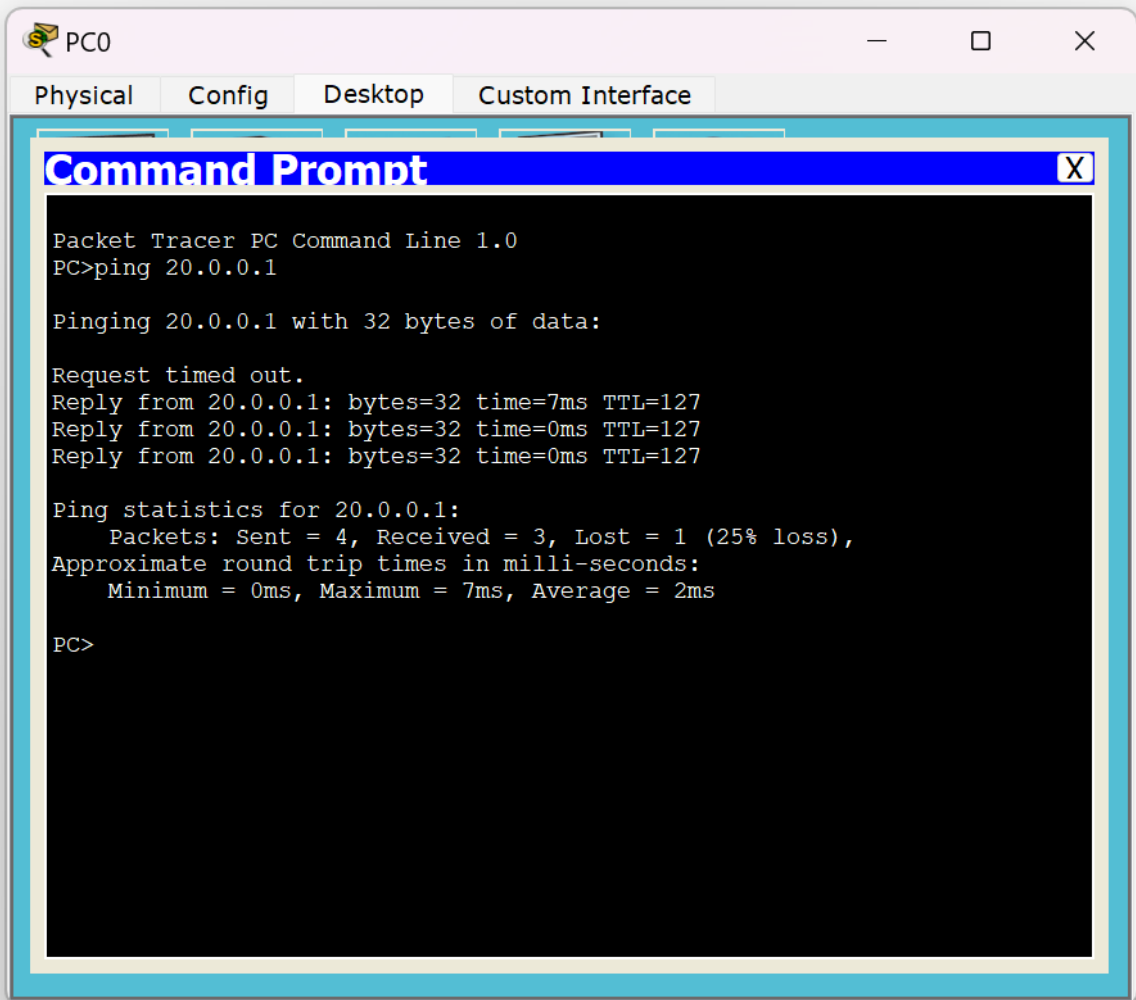 PC0
Physical Config Desktop Custom Interface
Command Prompt X
Packet Tracer PC Command Line 1.0
PC>ping 20.0.0.1
Pinging 20.0.0.1 with 32 bytes of data:
Request timed out.
Reply from 20.0.0.1: bytes=32 time=7ms TTL=127
Reply from 20.0.0.1: bytes=32 time=0ms TTL=127
Reply from 20.0.0.1: bytes=32 time=0ms TTL=127
Ping statistics for 20.0.0.1:
    Packets: Sent = 4, Received = 3, Lost = 1 (25% loss),
Approximate round trip times in milli-seconds:
    Minimum = 0ms, Maximum = 7ms, Average = 2ms
PC>